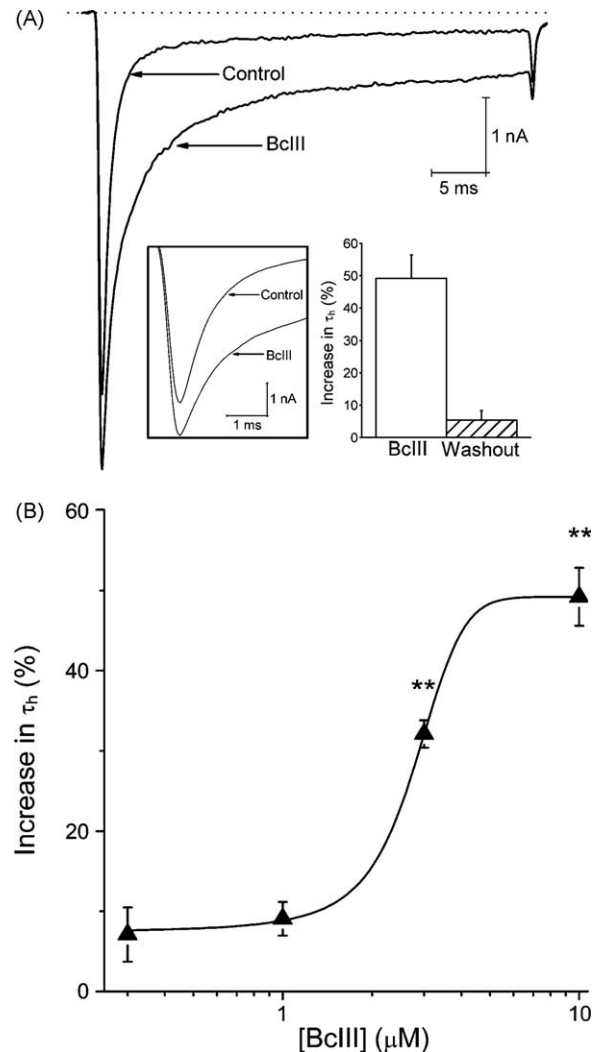 (A)
Control
BcIII
1 nA
5 ms
Control
BcIII
1 nA
1 ms
Increase in τh (%)
60
50
40
30
20
10
0
BcIII Washout
(B)
60
40
20
0
Increase in τh (%)
**
**
1 10
[BcIII] (μM)